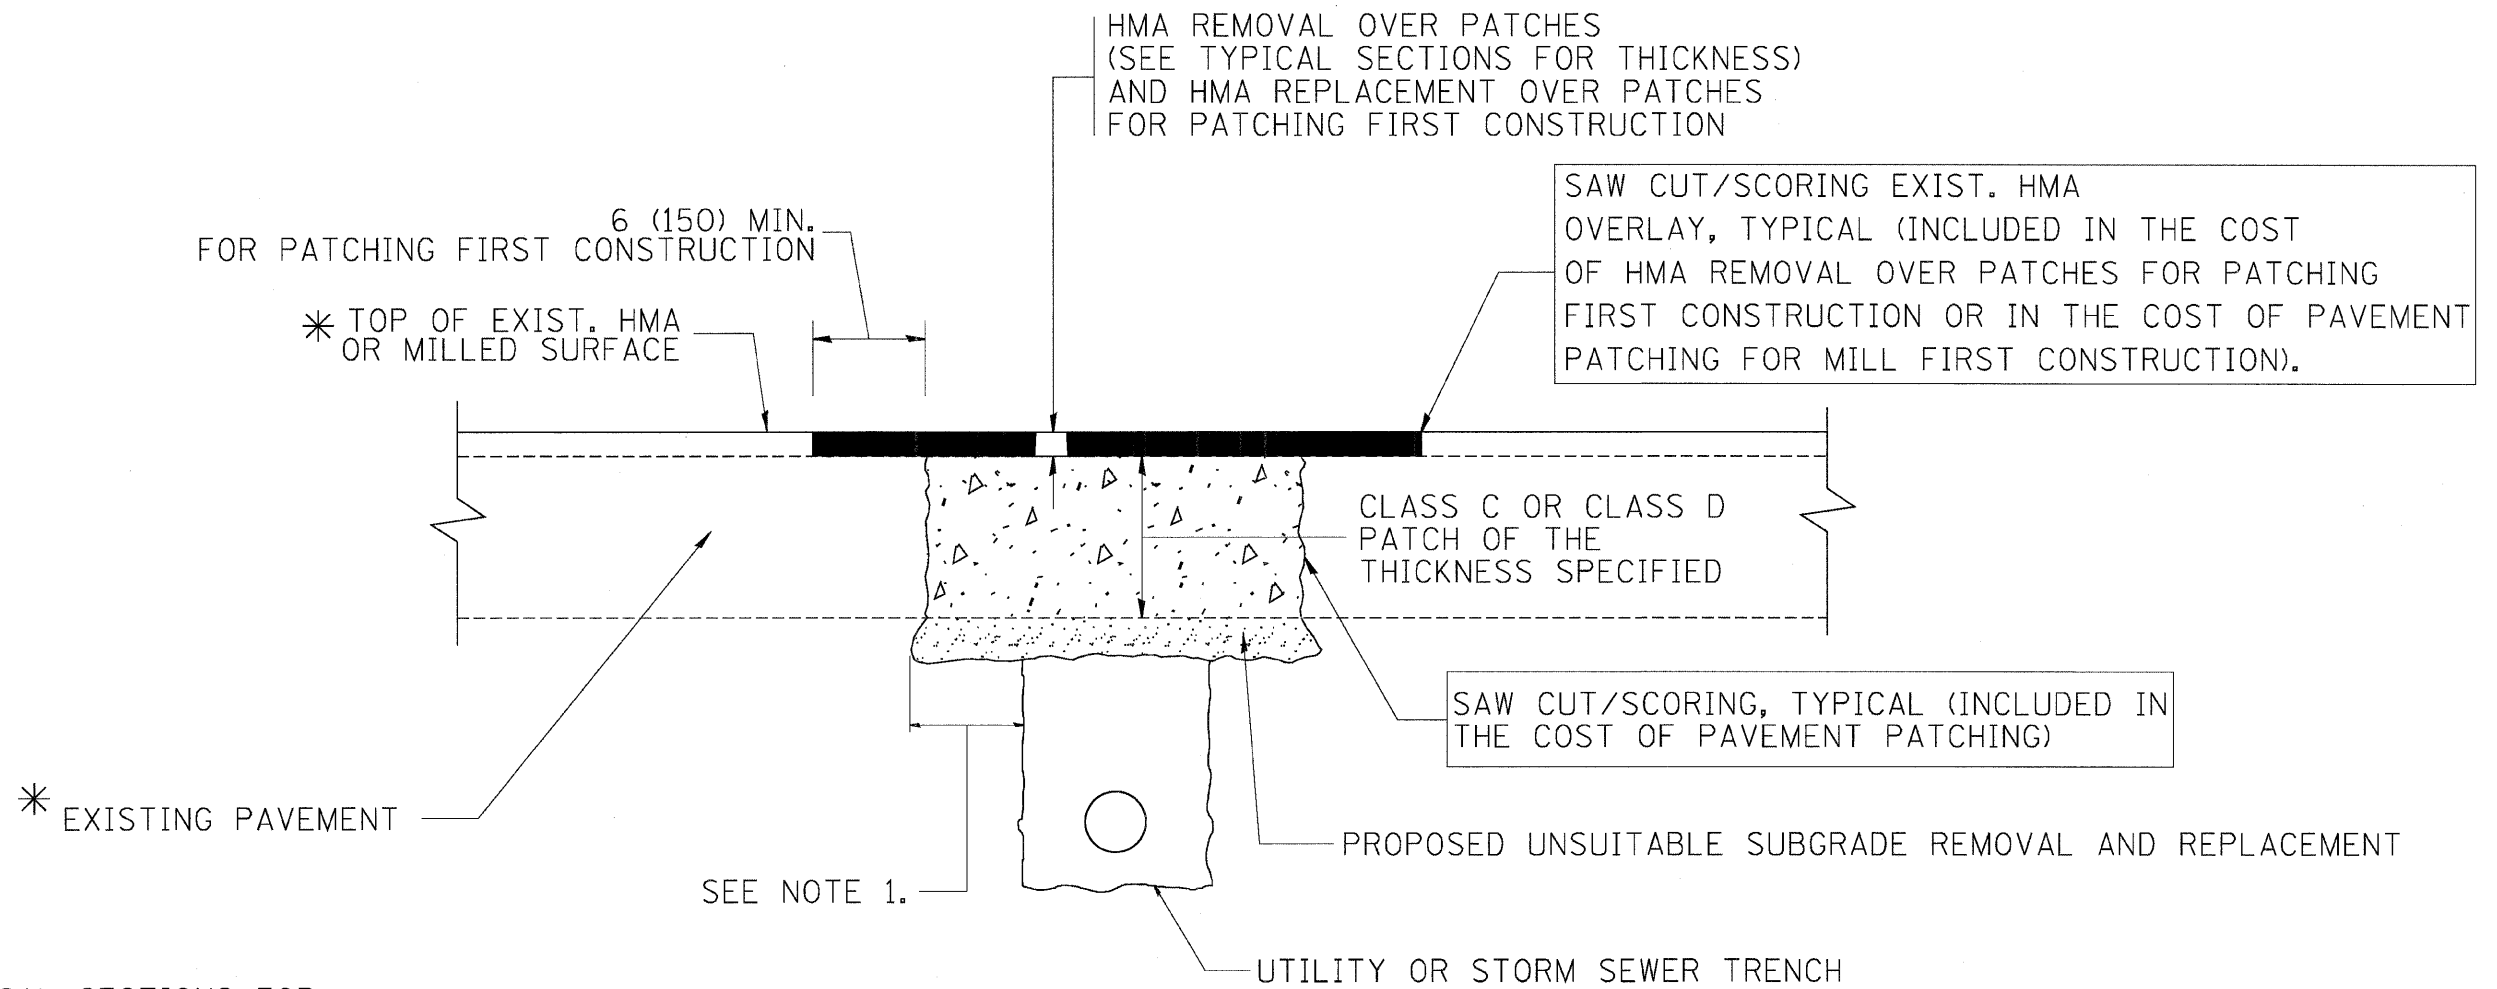 HMA REMOVAL OVER PATCHES
(SEE TYPICAL SECTIONS FOR THICKNESS)
AND HMA REPLACEMENT OVER PATCHES
FOR PATCHING FIRST CONSTRUCTION
SAW CUT/SCORING EXIST. HMA
OVERLAY, TYPICAL (INCLUDED IN THE COST
OF HMA REMOVAL OVER PATCHES FOR PATCHING
FIRST CONSTRUCTION OR IN THE COST OF PAVEMENT
PATCHING FOR MILL FIRST CONSTRUCTION).
6 (150) MIN.
FOR PATCHING FIRST CONSTRUCTION
* TOP OF EXIST. HMA
OR MILLED SURFACE
CLASS C OR CLASS D
PATCH OF THE
THICKNESS SPECIFIED
SAW CUT/SCORING, TYPICAL (INCLUDED IN
THE COST OF PAVEMENT PATCHING)
* EXISTING PAVEMENT
PROPOSED UNSUITABLE SUBGRADE REMOVAL AND REPLACEMENT
SEE NOTE 1.
UTILITY OR STORM SEWER TRENCH